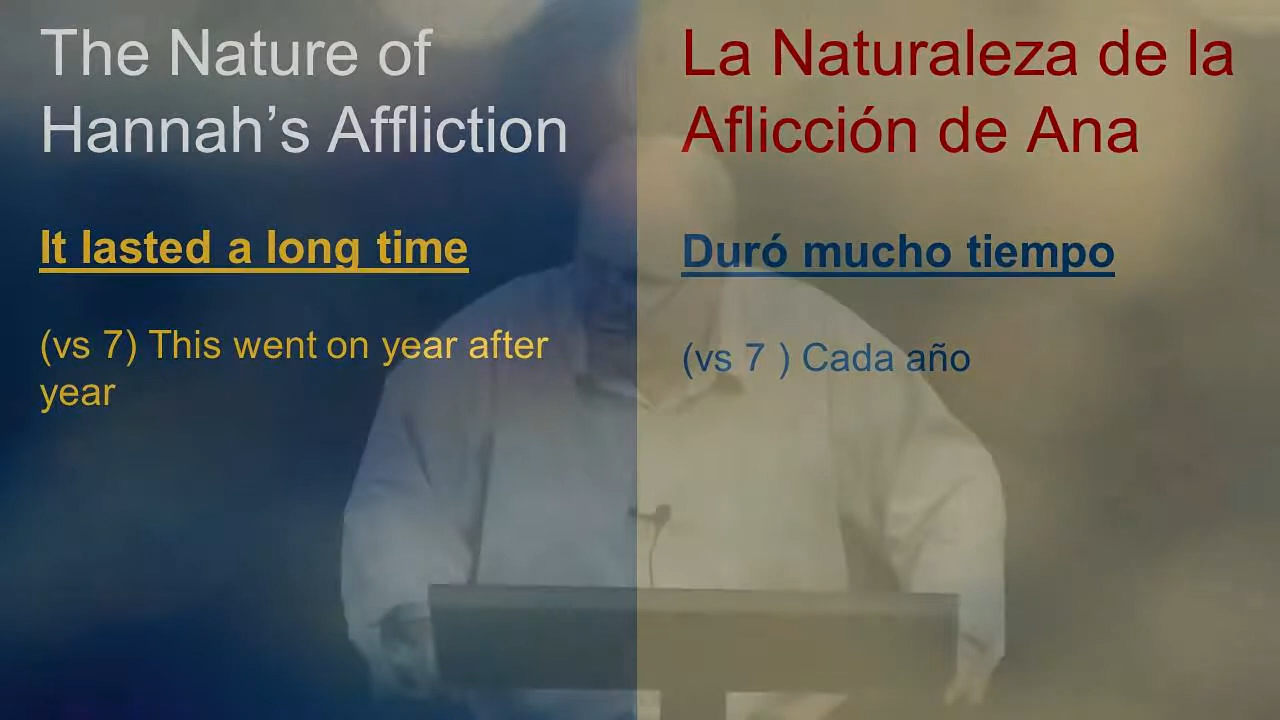 The Nature of
Hannah’s Affliction
It lasted a long time
(vs 7) This went on year after
year
La Naturaleza de la
Aflicción de Ana
Duró mucho tiempo
(vs 7 ) Cada año